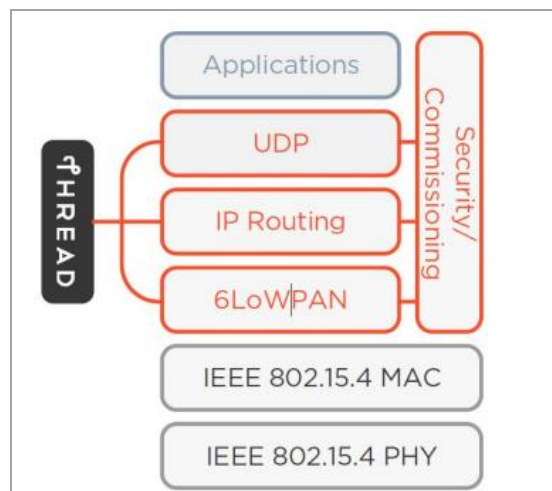 Applications
UDP
IP Routing
6LoWPAN
IEEE 802.15.4 MAC
IEEE 802.15.4 PHY
THREAD
Security/
Commissioning